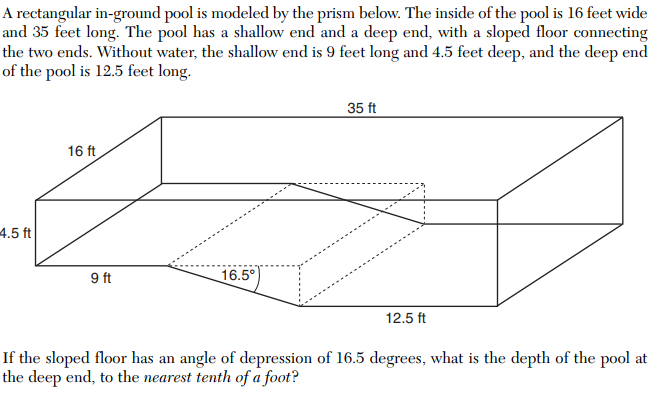 A rectangular in-ground pool is modeled by the prism below. The inside of the pool is 16 feet wide
and 35 feet long. The pool has a shallow end and a deep end, with a sloped floor connecting
the two ends. Without water, the shallow end is 9 feet long and 4.5 feet deep, and the deep end
of the pool is 12.5 feet long.
35 ft
16 ft
4.5 ft
9 ft
16.5°
12.5 ft
If the sloped floor has an angle of depression of 16.5 degrees, what is the depth of the pool at
the deep end, to the nearest tenth of a foot?